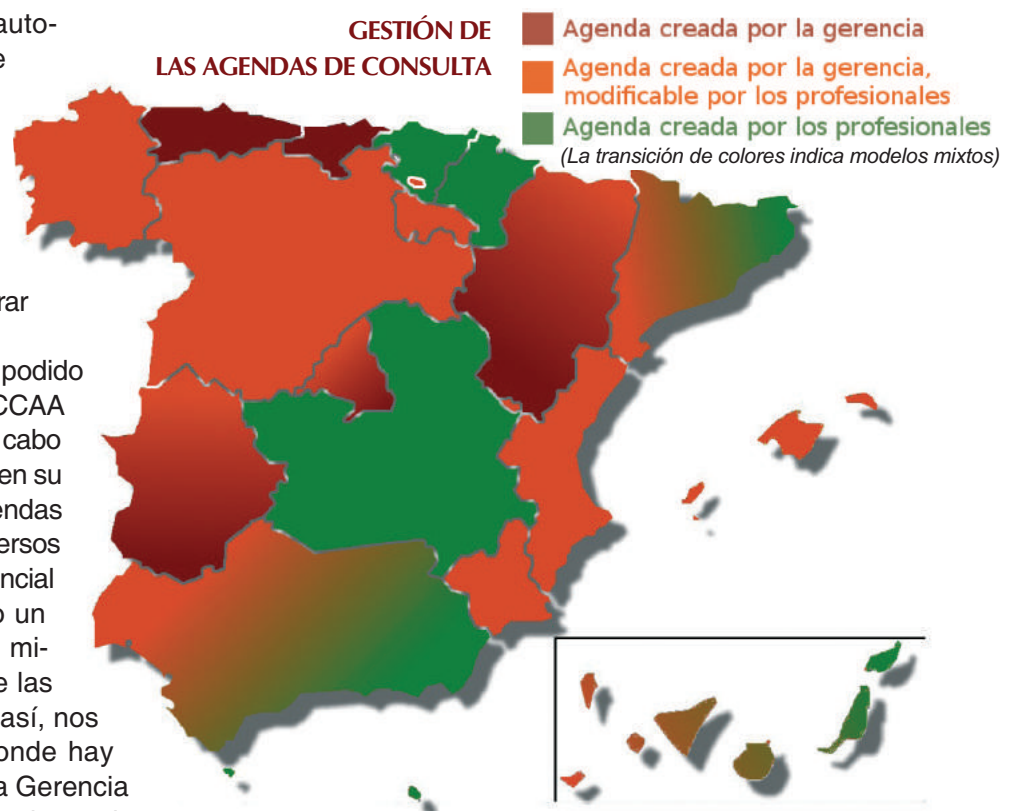 auto-
e
rar
podido
CCAA
cabo
en su
endas
ersos
ncial
o un
mi-
e las
así, nos
onde hay
a Gerencia
GESTIÓN DE
LAS AGENDAS DE CONSULTA
Agenda creada por la gerencia
Agenda creada por la gerencia,
modificable por los profesionales
Agenda creada por los profesionales
(La transición de colores indica modelos mixtos)